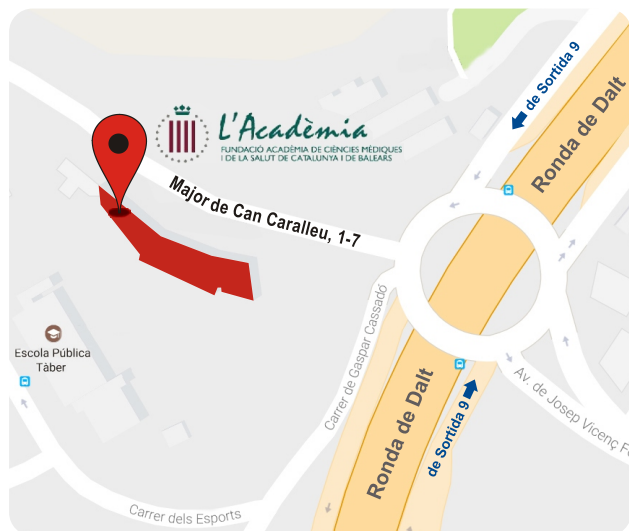 de Sortida 9
Ronda de Dalt
L'Acadèmia
FUNDACIÓ ACADÈMIA DE CIÈNCIES MÈDIQUES
I DE LA SALUT DE CATALUNYA I DE BALEARS
Major de Can Caralleu, 1-7
Carrer de Gaspar Cassadó
Escola Pública
Tàber
Av. de Josep Vicenç Fo
Ronda de Dalt
de Sortida 9
Carrer dels Esports